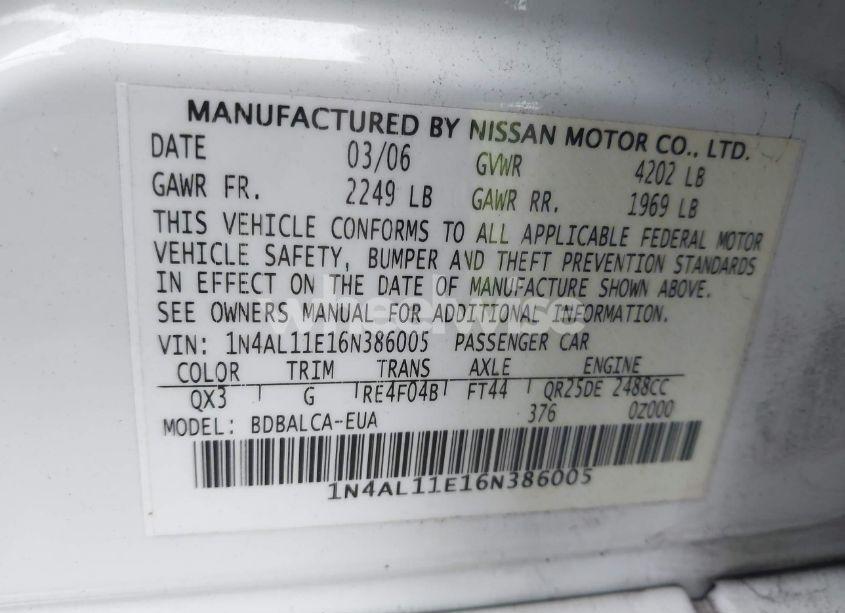 MANUFACTURED BY NISSAN MOTOR CO., LTD.
DATE 03/06 GVWR 4202 LB
GAWR FR. 2249 LB GAWR RR. 1969 LB
THIS VEHICLE CONFORMS TO ALL APPLICABLE FEDERAL MOTOR
VEHICLE SAFETY, BUMPER AND THEFT PREVENTION STANDARDS
IN EFFECT ON THE DATE OF MANUFACTURE SHOWN ABOVE.
SEE OWNERS MANUAL FOR ADDITIONAL INFORMATION.
wheelwise
VIN: 1N4AL11E16N386005 PASSENGER CAR
COLOR TRIM TRANS AXLE ENGINE
QX3 G RE4F04B FT44 QR25DE 2488CC
MODEL: BDBALCA-EUA 376 0Z000
1N4AL11E16N386005